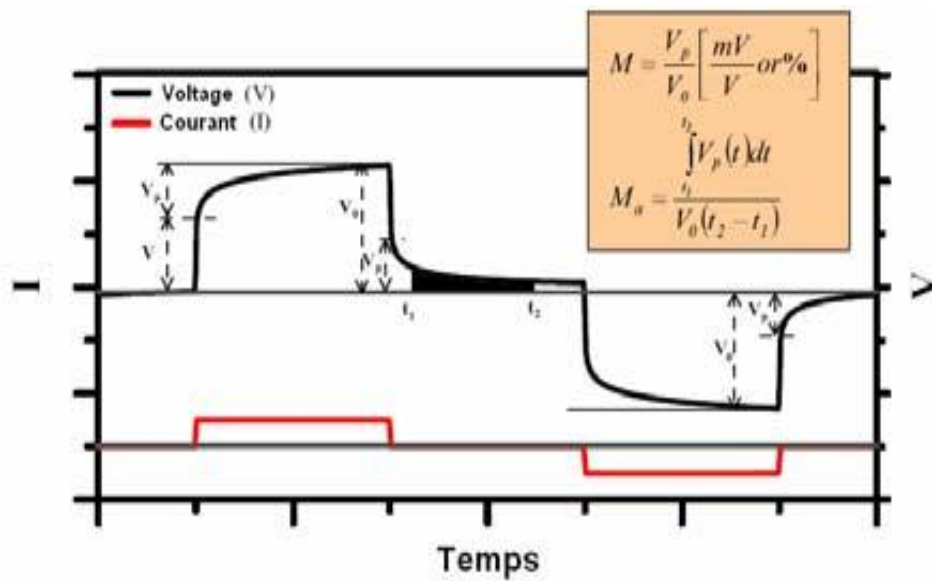 Voltage (V)
Courant (I)
M = V_p / V_0 [mV / V or %]
M_a = ∫_{t_1}^{t_2} V_p(t)dt / V_0(t_2 - t_1)
V_p
V
V_0
V_p
t_1
t_2
V_0
V_p
I
V
Temps